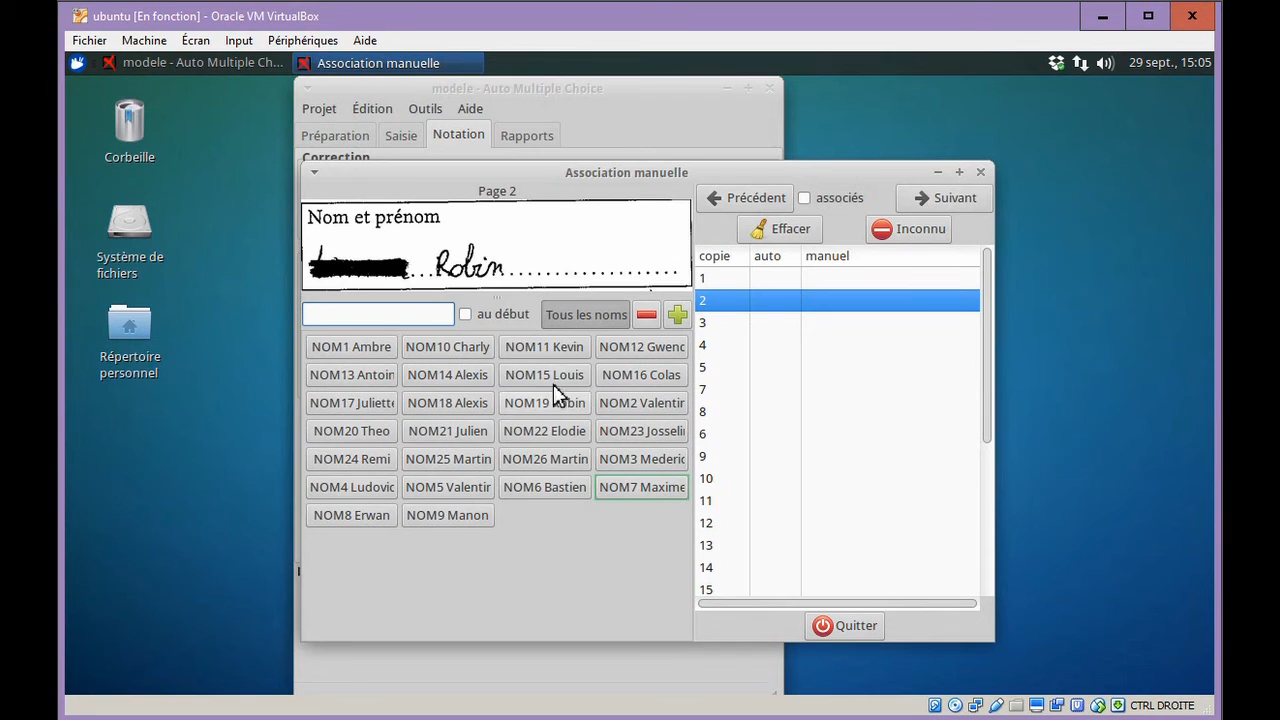 ubuntu [En fonction] - Oracle VM VirtualBox
Fichier Machine Écran Input Périphériques Aide
modele - Auto Multiple Ch... Association manuelle 29 sept., 15:05
modele - Auto Multiple Choice
Projet Édition Outils Aide
Préparation Saisie Notation Rapports
Correction
Corbeille
Système de fichiers
Répertoire personnel
Association manuelle
Page 2
Nom et prénom
Robin
au début Tous les noms
NOM1 Ambre NOM10 Charly NOM11 Kevin NOM12 Gwenc
NOM13 Antoin NOM14 Alexis NOM15 Louis NOM16 Colas
NOM17 Juliett NOM18 Alexis NOM19 Robin NOM2 Valentin
NOM20 Theo NOM21 Julien NOM22 Elodie NOM23 Josseli
NOM24 Remi NOM25 Martin NOM26 Martin NOM3 Mederic
NOM4 Ludovic NOM5 Valentin NOM6 Bastien NOM7 Maxime
NOM8 Erwan NOM9 Manon
Précédent associés Suivant
Effacer Inconnu
copie auto manuel
1
2
3
4
5
7
8
6
9
10
11
12
13
14
15
Quitter
CTRL DROITE